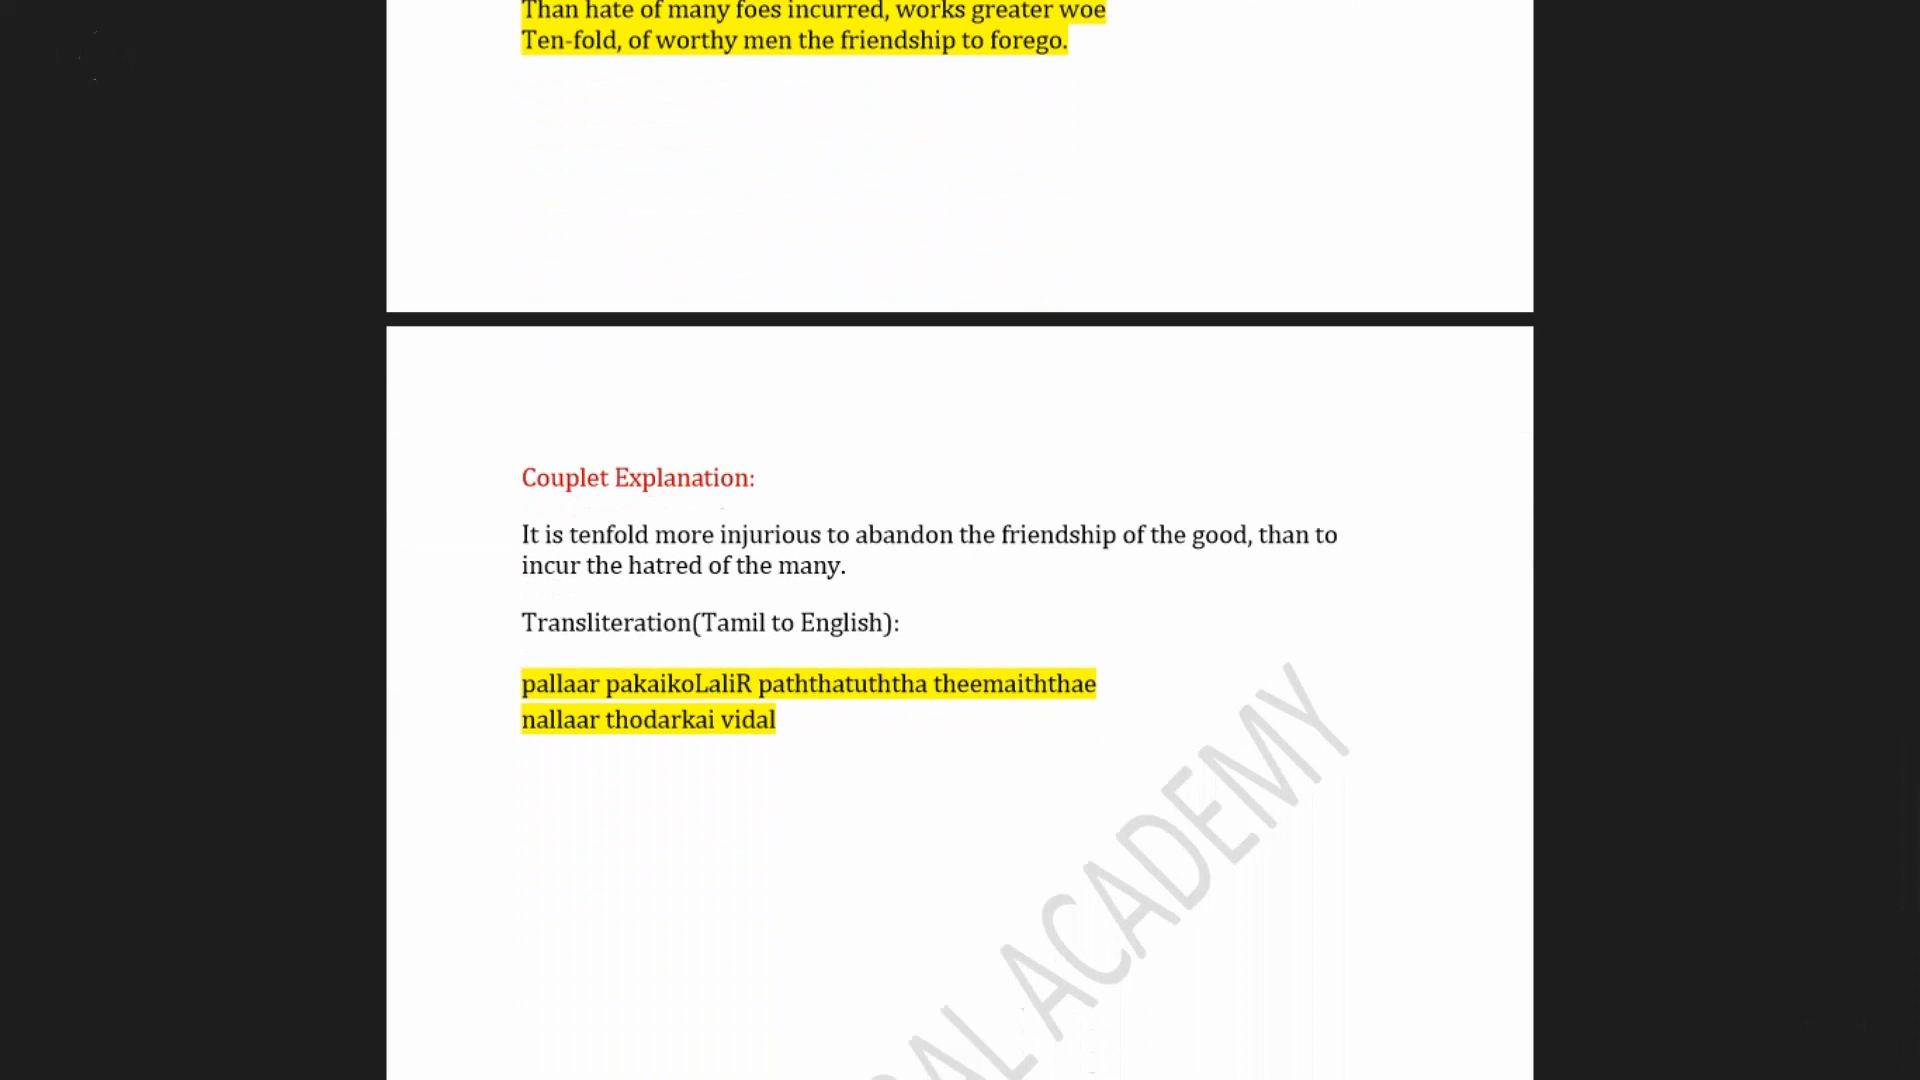 Than hate of many foes incurred, works greater woe
Ten-fold, of worthy men the friendship to forego.
Couplet Explanation:
It is tenfold more injurious to abandon the friendship of the good, than to
incur the hatred of the many.
Transliteration(Tamil to English):
pallaar pakaikoLaliR paththatuththa theemaiththae
nallaar thodarkai vidal
ACADEMY